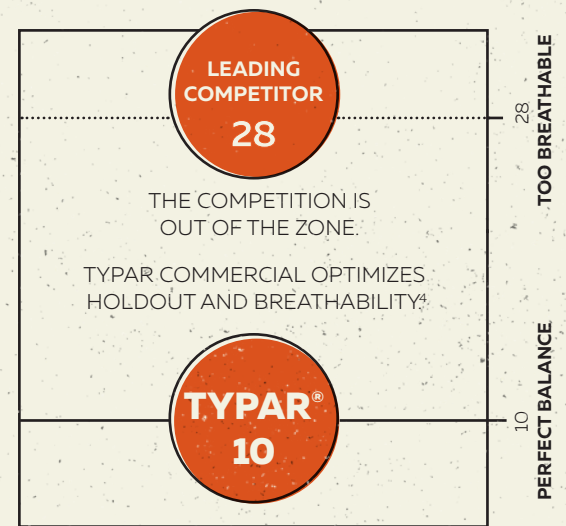 LEADING
COMPETITOR
28
28
TOO BREATHABLE
THE COMPETITION IS
OUT OF THE ZONE.
TYPAR COMMERCIAL OPTIMIZES
HOLDOUT AND BREATHABILITY⁴
TYPAR®
10
10
PERFECT BALANCE